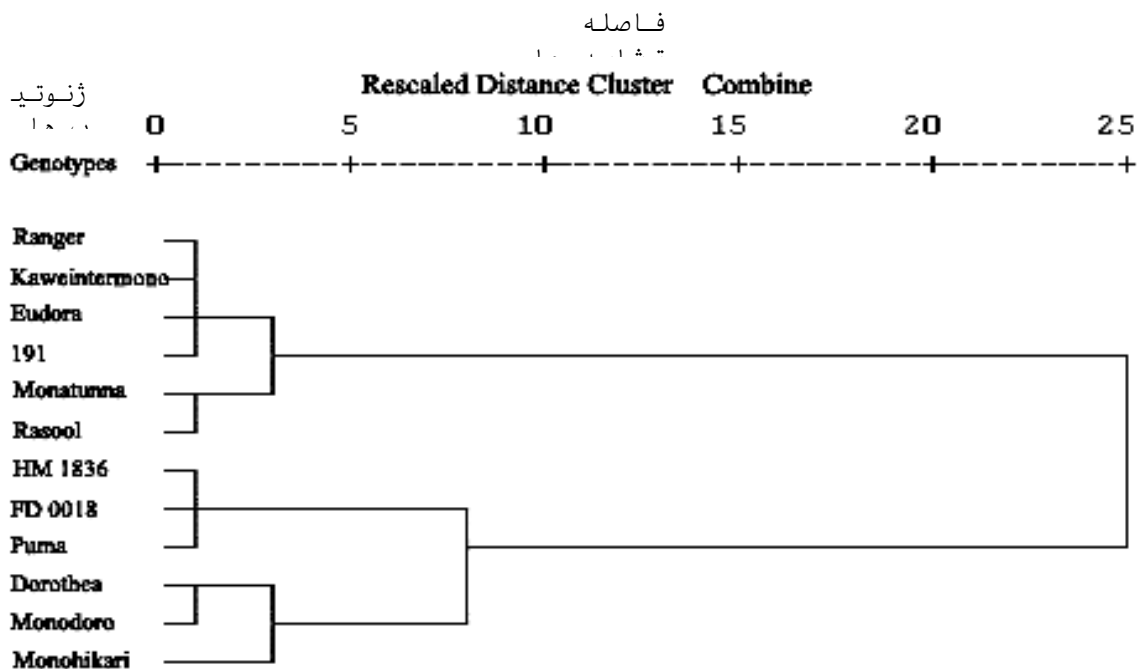 فاصله
Rescaled Distance Cluster Combine
ژنوتیپ
0 5 10 15 20 25
Genotypes
Ranger
Kaweintermono
Eudora
191
Monatunna
Rasool
HM 1836
FD 0018
Puma
Dorothea
Monodoro
Monohikari